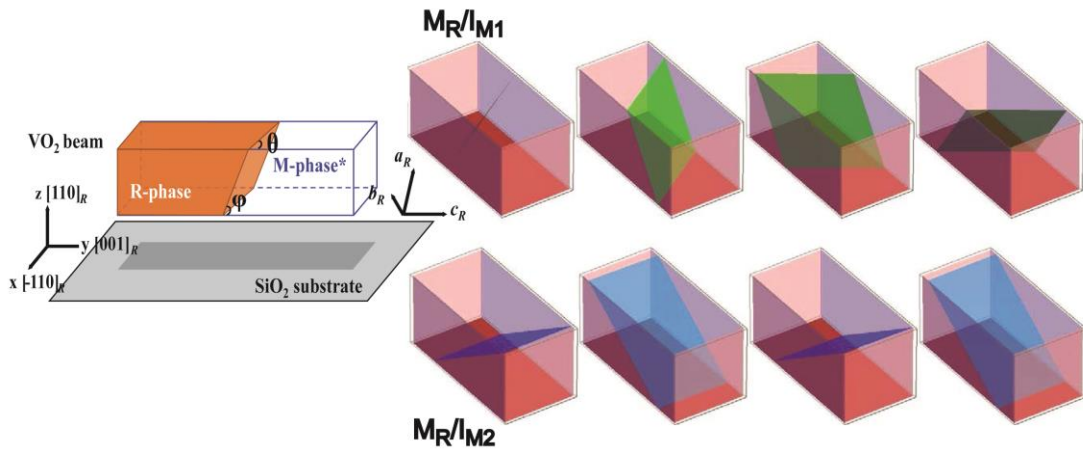 M_R/I_M1
VO₂ beam
θ
M-phase*
R-phase
φ
a_R
b_R
c_R
z [110]_R
y [001]_R
x [-110]_R
SiO₂ substrate
M_R/I_M2